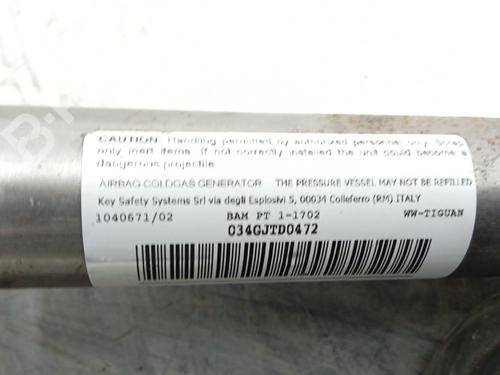 CAUTION: Handling permitted by authorized personnel only. Scrap
only inert items. If not correctly installed the unit could become a
dangerous projectile.
AIRBAG COLDGAS GENERATOR THE PRESSURE VESSEL MAY NOT BE REFILLED
Key Safety Systems Srl via degli Esplosivi 5, 00034 Colleferro (RM) ITALY
1040671/02 BAM PT 1-1702 WW-TIGUAN
034GJTD0472